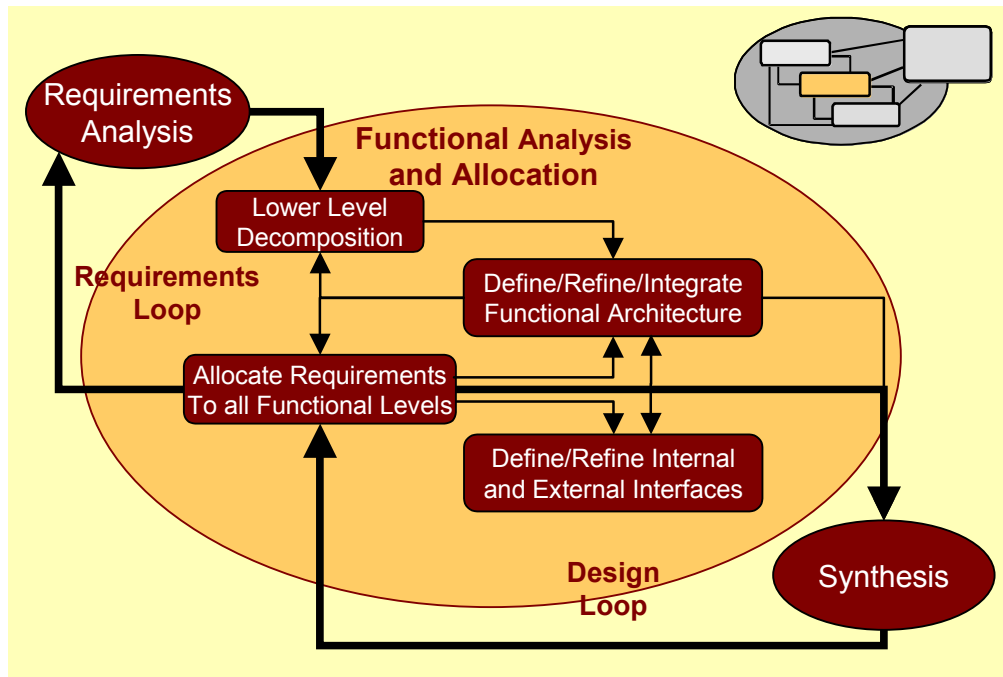 Requirements
Analysis
Functional Analysis
and Allocation
Lower Level
Decomposition
Requirements
Loop
Define/Refine/Integrate
Functional Architecture
Allocate Requirements
To all Functional Levels
Define/Refine Internal
and External Interfaces
Design
Loop
Synthesis